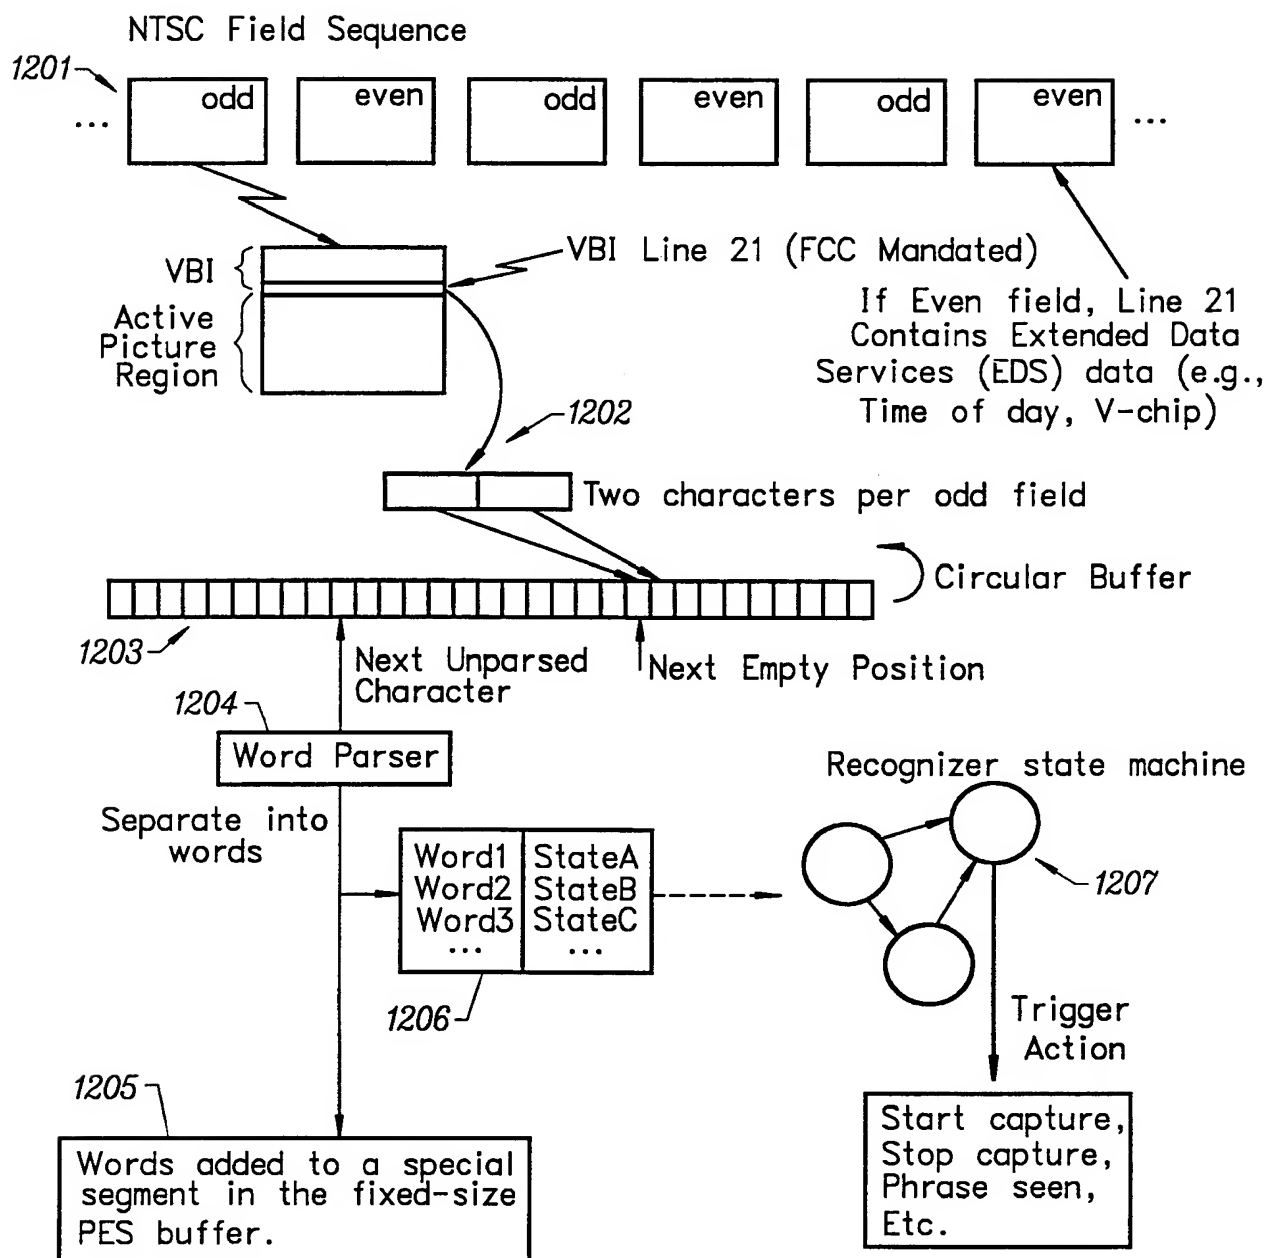 NTSC Field Sequence
1201
... odd even odd even odd even ...
VBI
VBI Line 21 (FCC Mandated)
Active
Picture
Region
If Even field, Line 21
Contains Extended Data
Services (EDS) data (e.g.,
Time of day, V-chip)
1202
Two characters per odd field
Circular Buffer
1203
Next Unparsed
Character
Next Empty Position
1204
Word Parser
Separate into
words
Word1 StateA
Word2 StateB
Word3 StateC
... ...
1206
Recognizer state machine
1207
Trigger
Action
1205
Words added to a special
segment in the fixed-size
PES buffer.
Start capture,
Stop capture,
Phrase seen,
Etc.